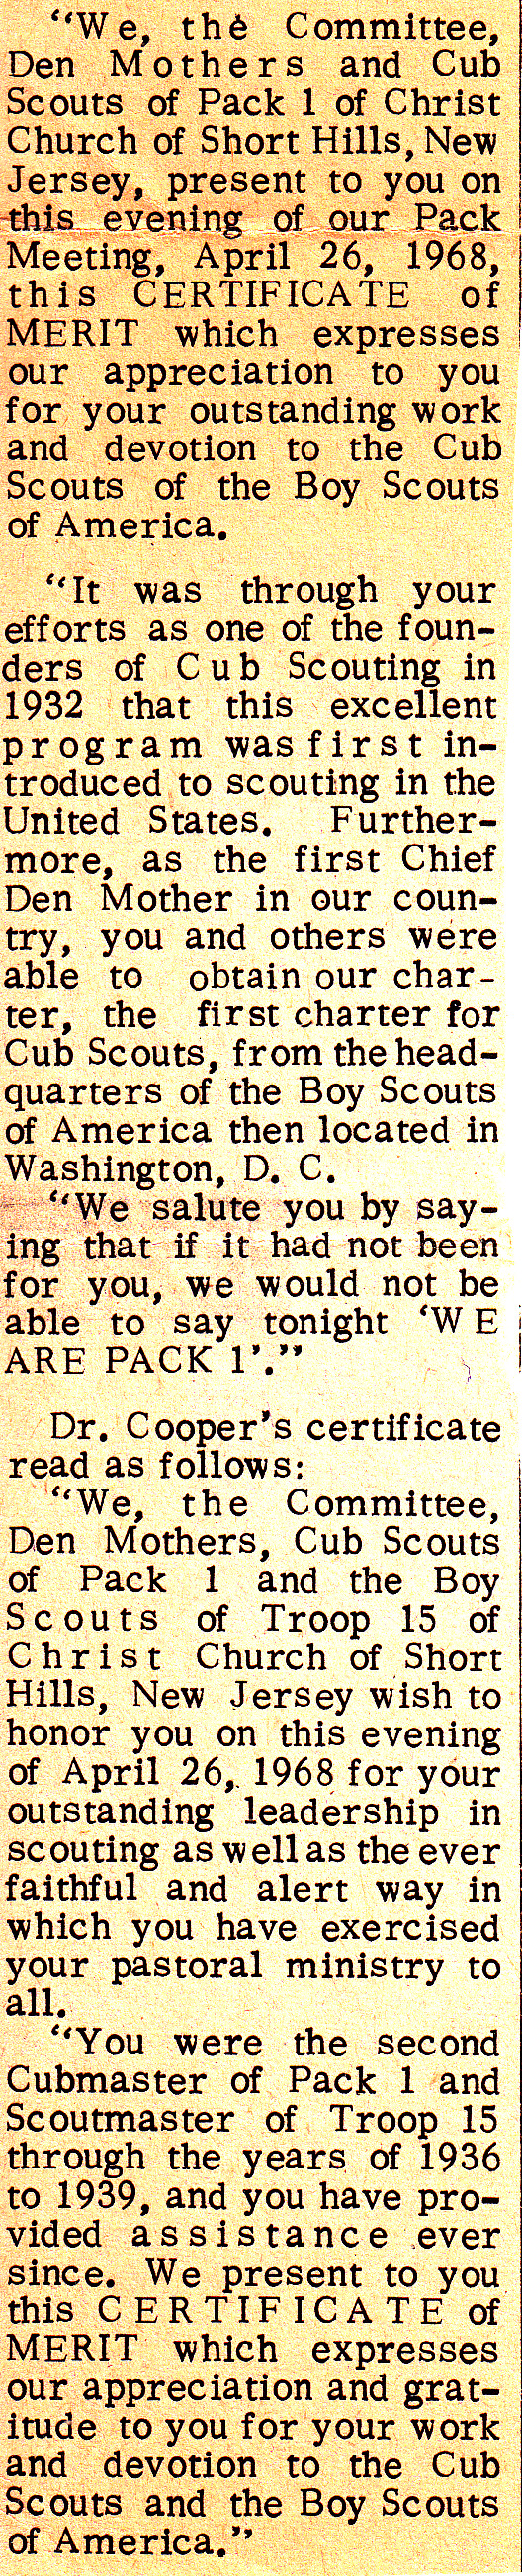 “We, the Committee,
Den Mothers and Cub
Scouts of Pack 1 of Christ
Church of Short Hills, New
Jersey, present to you on
this evening of our Pack
Meeting, April 26, 1968,
this CERTIFICATE of
MERIT which expresses
our appreciation to you
for your outstanding work
and devotion to the Cub
Scouts of the Boy Scouts
of America.
“It was through your
efforts as one of the foun-
ders of Cub Scouting in
1932 that this excellent
program was first in-
troduced to scouting in the
United States. Further-
more, as the first Chief
Den Mother in our coun-
try, you and others were
able to obtain our char-
ter, the first charter for
Cub Scouts, from the head-
quarters of the Boy Scouts
of America then located in
Washington, D. C.
“We salute you by say-
ing that if it had not been
for you, we would not be
able to say tonight ‘WE
ARE PACK 1’.”
Dr. Cooper’s certificate
read as follows:
“We, the Committee,
Den Mothers, Cub Scouts
of Pack 1 and the Boy
Scouts of Troop 15 of
Christ Church of Short
Hills, New Jersey wish to
honor you on this evening
of April 26, 1968 for your
outstanding leadership in
scouting as well as the ever
faithful and alert way in
which you have exercised
your pastoral ministry to
all.
“You were the second
Cubmaster of Pack 1 and
Scoutmaster of Troop 15
through the years of 1936
to 1939, and you have pro-
vided assistance ever
since. We present to you
this CERTIFICATE of
MERIT which expresses
our appreciation and grat-
itude to you for your work
and devotion to the Cub
Scouts and the Boy Scouts
of America.”